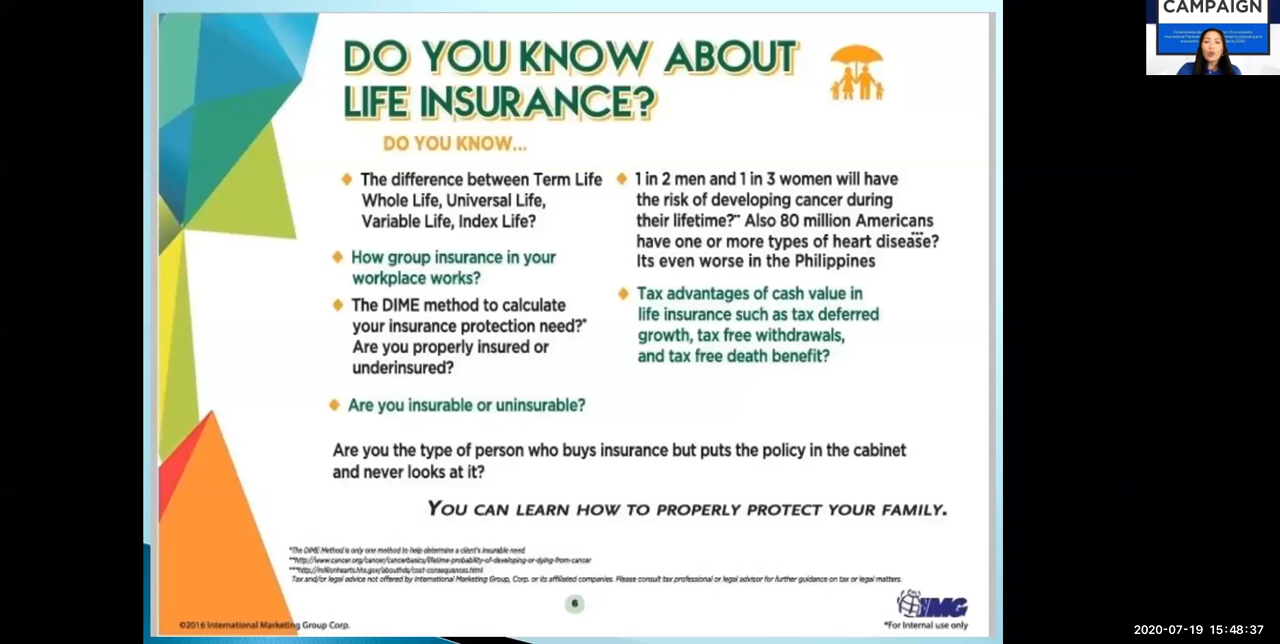 CAMPAIGN
DO YOU KNOW ABOUT
LIFE INSURANCE?
DO YOU KNOW...
The difference between Term Life
Whole Life, Universal Life,
Variable Life, Index Life?
How group insurance in your
workplace works?
The DIME method to calculate
your insurance protection need?*
Are you properly insured or
underinsured?
Are you insurable or uninsurable?
1 in 2 men and 1 in 3 women will have
the risk of developing cancer during
their lifetime?** Also 80 million Americans
have one or more types of heart disease?***
Its even worse in the Philippines
Tax advantages of cash value in
life insurance such as tax deferred
growth, tax free withdrawals,
and tax free death benefit?
Are you the type of person who buys insurance but puts the policy in the cabinet
and never looks at it?
YOU CAN LEARN HOW TO PROPERLY PROTECT YOUR FAMILY.
*The DIME Method is only one method to help determine a client's insurable need.
**http://www.cancer.org/cancer/cancerbasics/lifetime-probability-of-developing-or-dying-from-cancer
***http://millionhearts.hhs.gov/abouthds/cost-consequences.html
Tax and/or legal advice not offered by International Marketing Group, Corp. or its affiliated companies. Please consult tax professional or legal advisor for further guidance on tax or legal matters.
6
IMG
©2016 International Marketing Group Corp.
*For Internal use only
2020-07-19 15:48:37